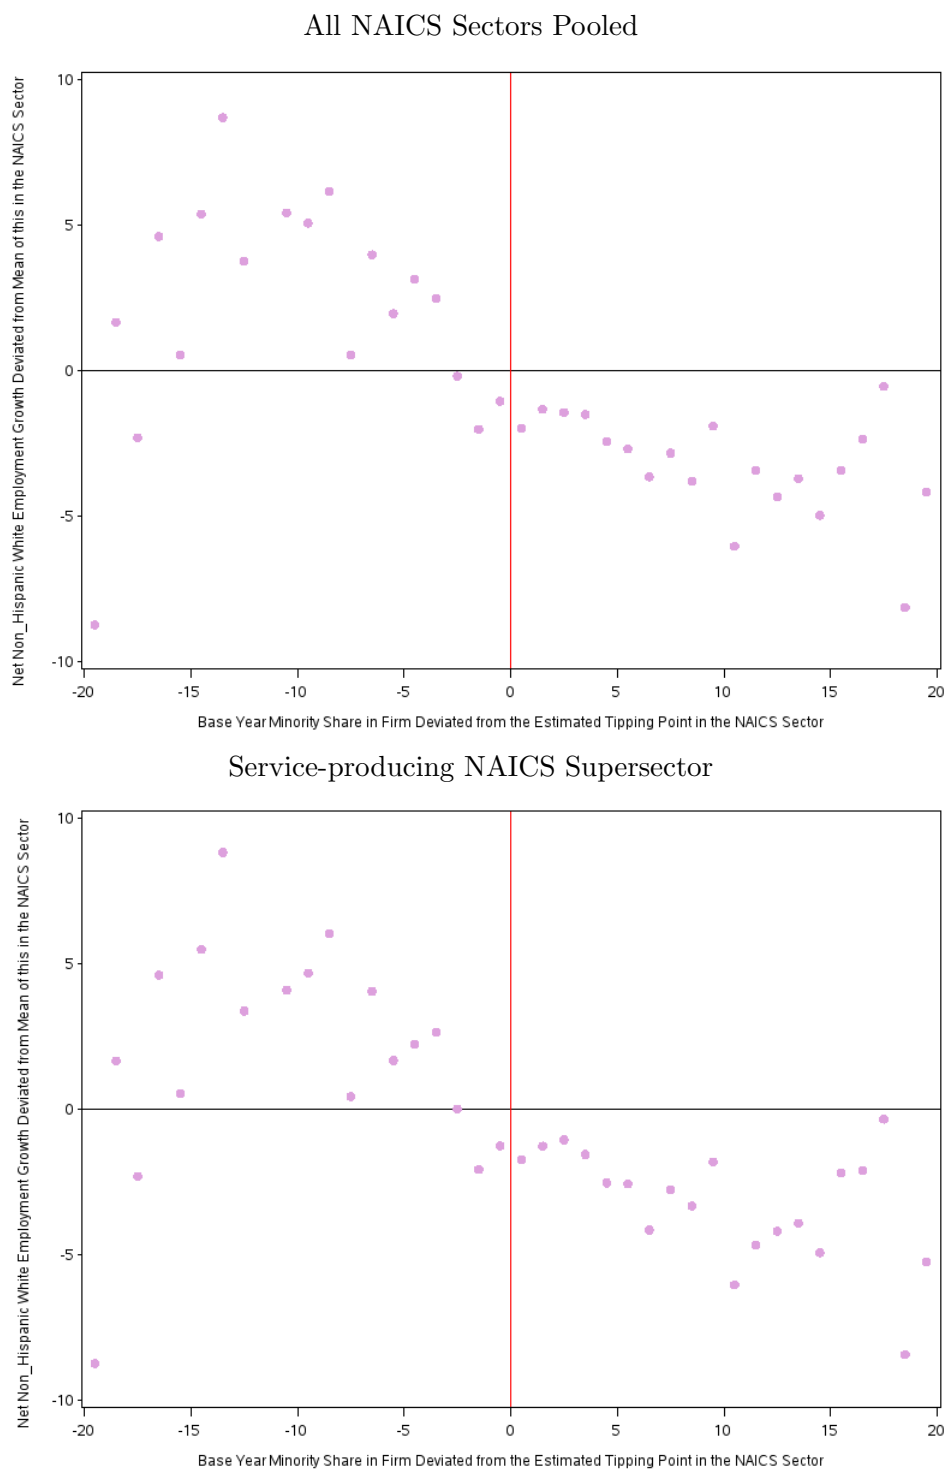 All NAICS Sectors Pooled
Net Non_Hispanic White Employment Growth Deviated from Mean of this in the NAICS Sector
10
5
0
-5
-10
-20 -15 -10 -5 0 5 10 15 20
Base Year Minority Share in Firm Deviated from the Estimated Tipping Point in the NAICS Sector
Service-producing NAICS Supersector
Net Non_Hispanic White Employment Growth Deviated from Mean of this in the NAICS Sector
10
5
0
-5
-10
-20 -15 -10 -5 0 5 10 15 20
Base Year Minority Share in Firm Deviated from the Estimated Tipping Point in the NAICS Sector